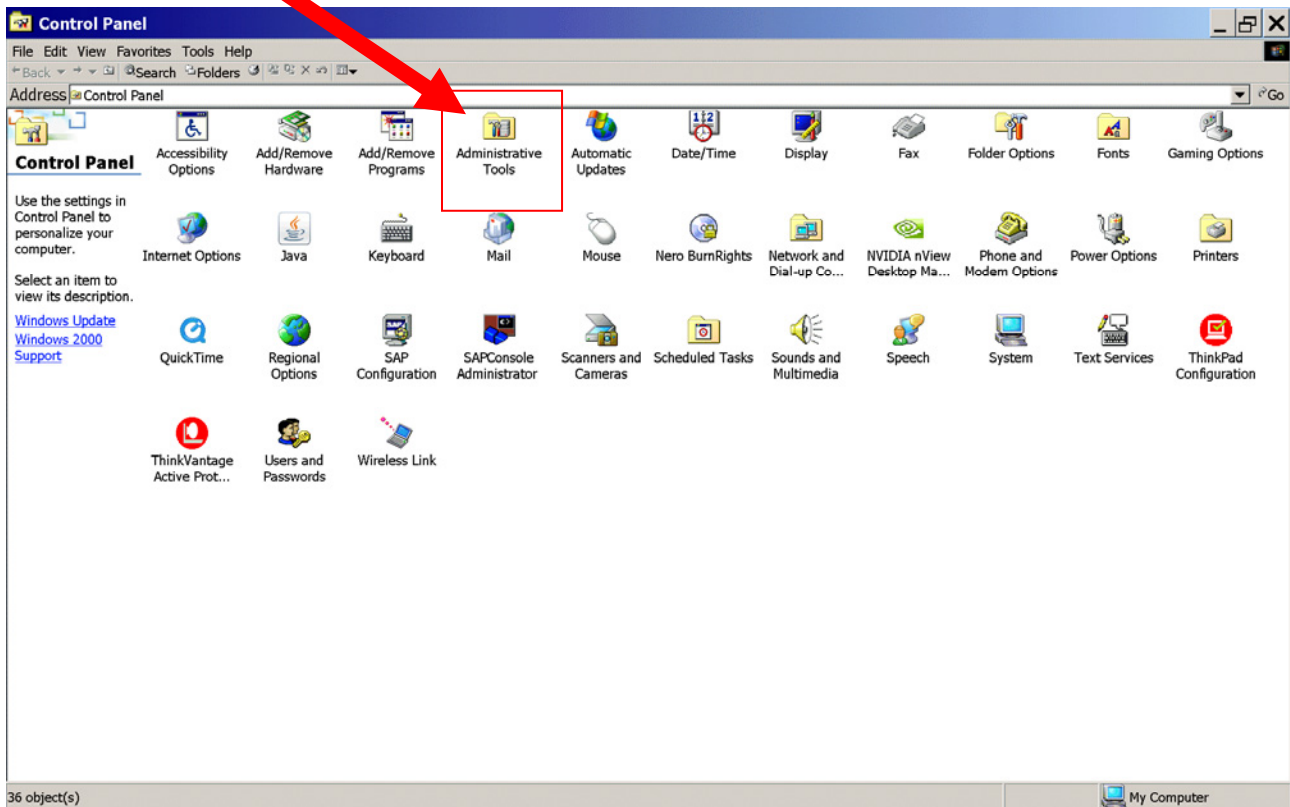 Control Panel
File Edit View Favorites Tools Help
Back Search Folders
Address Control Panel Go
Control Panel
Use the settings in
Control Panel to
personalize your
computer.
Select an item to
view its description.
Windows Update
Windows 2000
Support
Accessibility
Options
Add/Remove
Hardware
Add/Remove
Programs
Administrative
Tools
Automatic
Updates
Date/Time
Display
Fax
Folder Options
Fonts
Gaming Options
Internet Options
Java
Keyboard
Mail
Mouse
Nero BurnRights
Network and
Dial-up Co...
NVIDIA nView
Desktop Ma...
Phone and
Modem Options
Power Options
Printers
QuickTime
Regional
Options
SAP
Configuration
SAPConsole
Administrator
Scanners and
Cameras
Scheduled Tasks
Sounds and
Multimedia
Speech
System
Text Services
ThinkPad
Configuration
ThinkVantage
Active Prot...
Users and
Passwords
Wireless Link
36 object(s)
My Computer